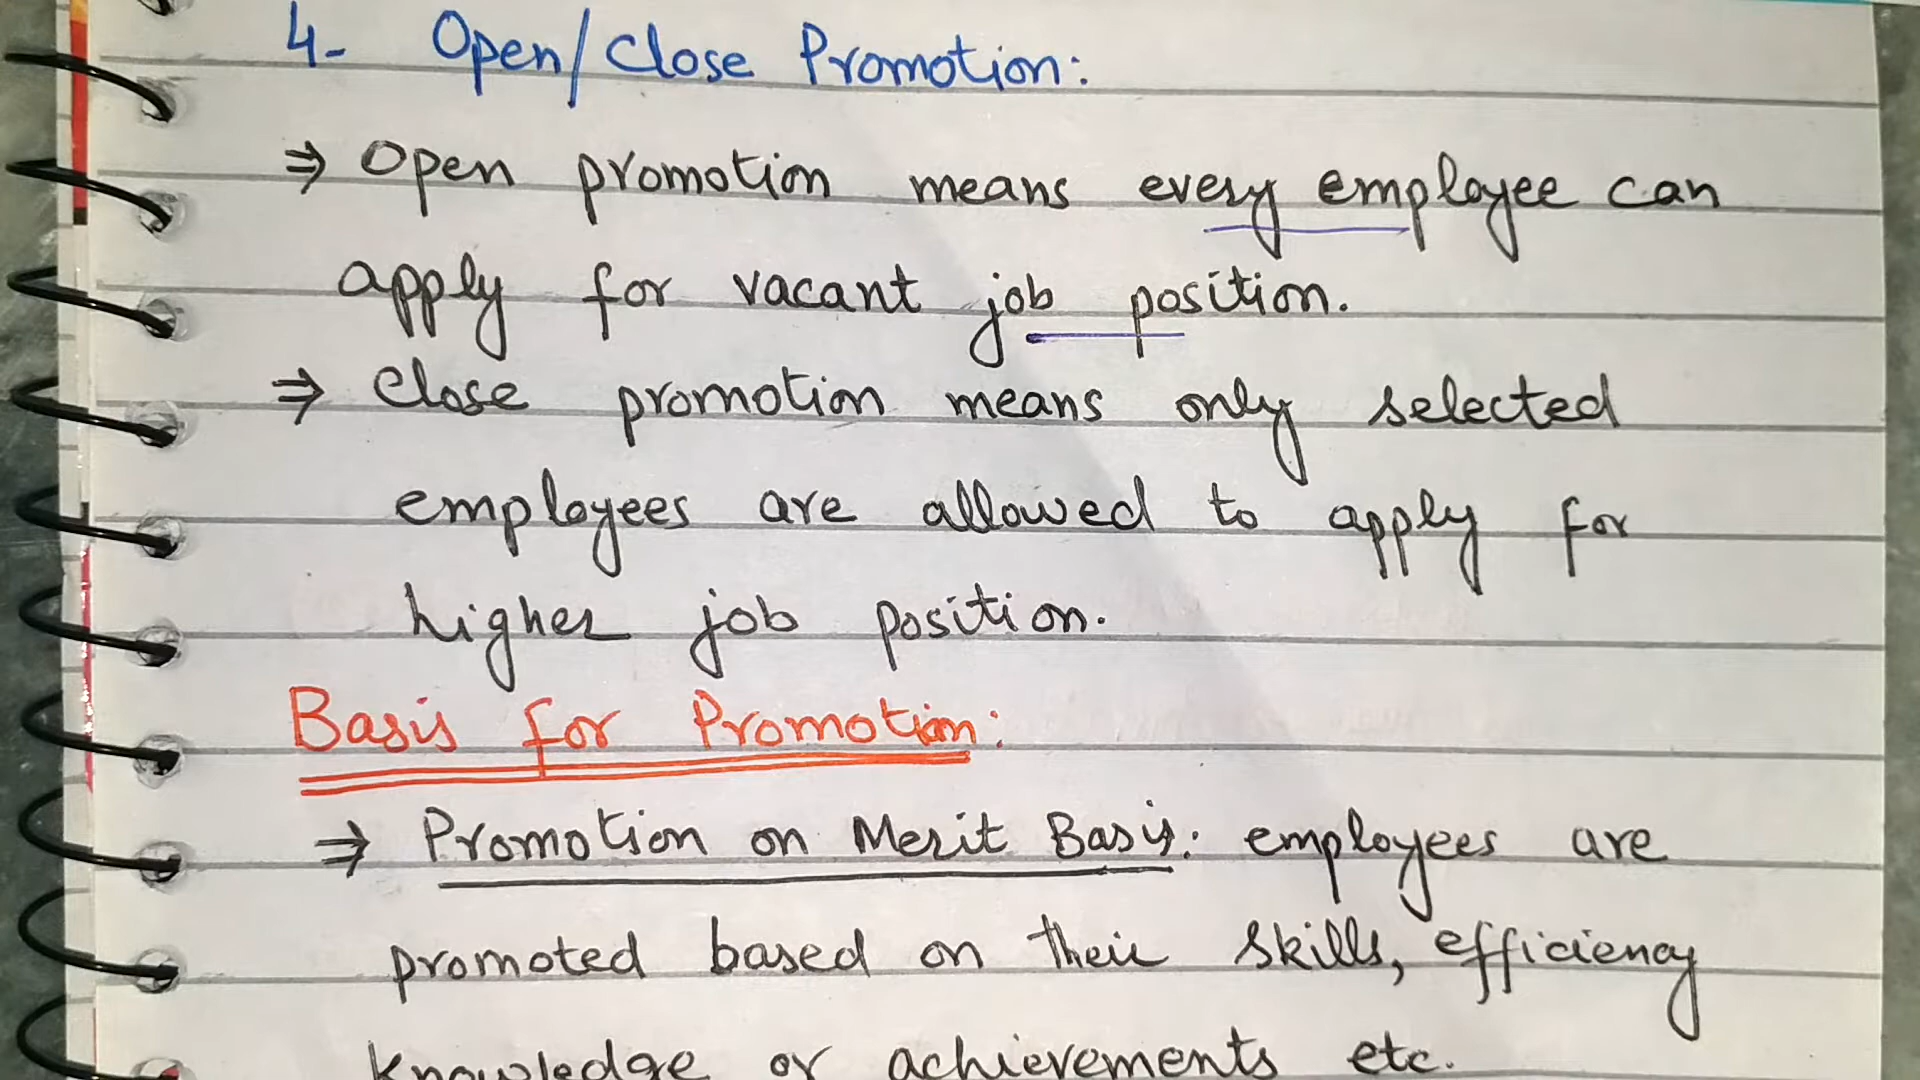 4- Open/Close Promotion:
⇒ Open promotion means every employee can
apply for vacant job position.
⇒ Close promotion means only selected
employees are allowed to apply for
higher job position.
Basis for Promotion:
⇒ Promotion on Merit Basis: employees are
promoted based on their skills, efficiency
knowledge or achievements etc.